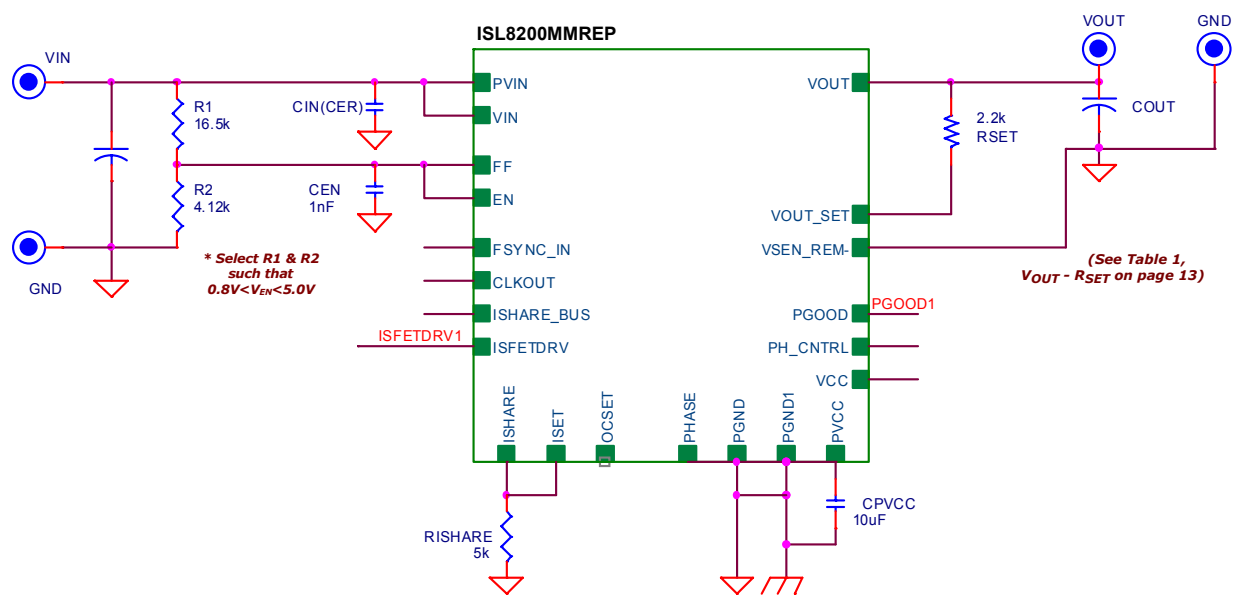 ISL8200MMREP
VIN
VOUT
GND
R1
16.5k
CIN(CER)
PVIN
VIN
VOUT
2.2k
RSET
COUT
R2
4.12k
CEN
1nF
FF
EN
VOUT_SET
VSEN_REM-
GND
* Select R1 & R2
such that
0.8V<VEN<5.0V
FSYNC_IN
CLKOUT
ISHARE_BUS
ISFETDRV1
ISFETDRV
(See Table 1,
VOUT - RSET on page 13)
PGOOD
PGOOD1
PH_CNTRL
VCC
ISHARE
ISET
OCSET
PHASE
PGND
PGND1
PVCC
RISHARE
5k
CPVCC
10uF